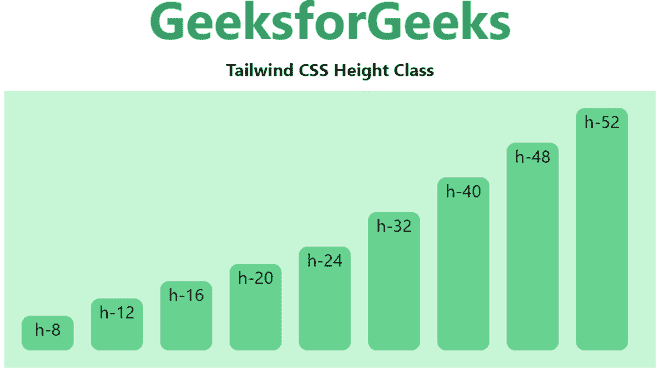 GeeksforGeeks
Tailwind CSS Height Class
h-8
h-12
h-16
h-20
h-24
h-32
h-40
h-48
h-52